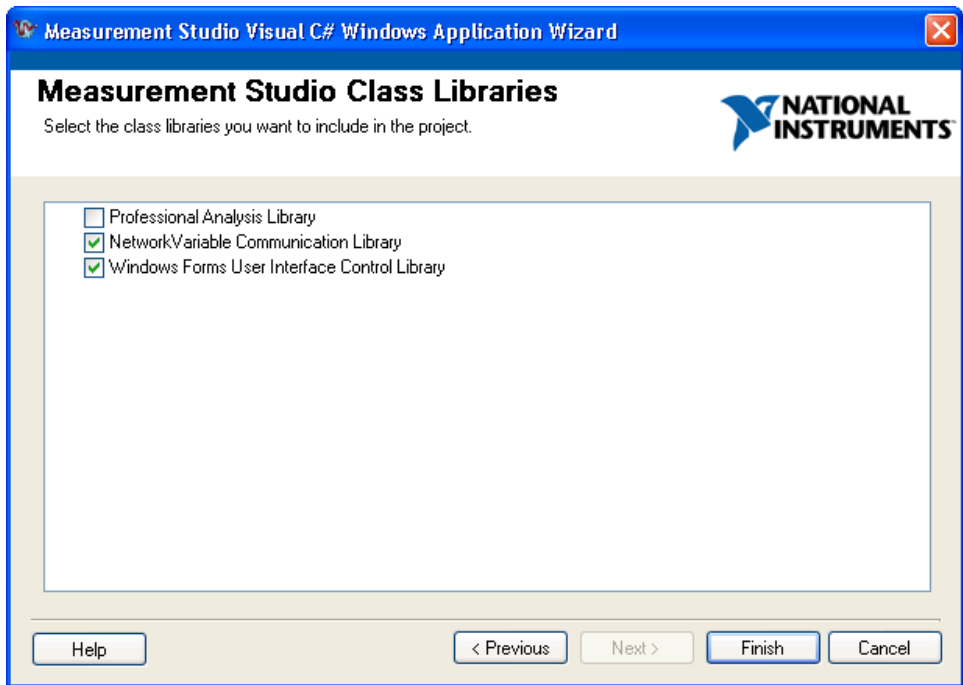 Measurement Studio Visual C# Windows Application Wizard
Measurement Studio Class Libraries
Select the class libraries you want to include in the project.
NATIONAL
INSTRUMENTS
Professional Analysis Library
NetworkVariable Communication Library
Windows Forms User Interface Control Library
Help
< Previous
Next >
Finish
Cancel